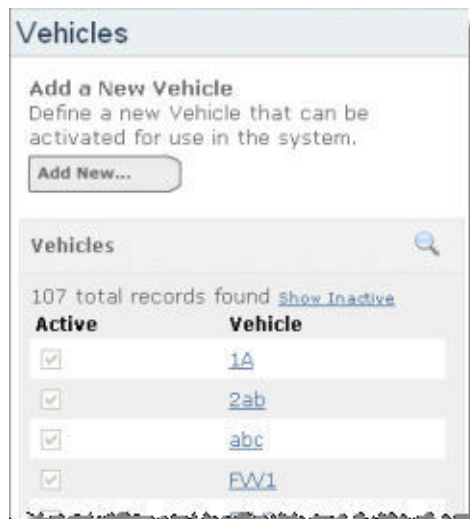 Vehicles
Add a New Vehicle
Define a new Vehicle that can be
activated for use in the system.
Add New...
Vehicles
107 total records found Show Inactive
Active Vehicle
1A
2ab
abc
FVV1